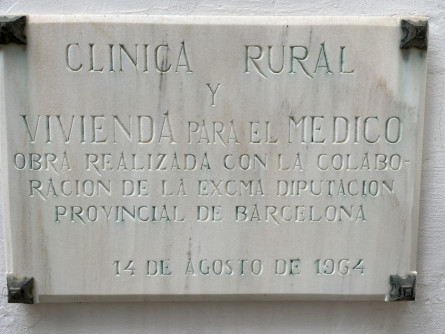 CLINICA RURAL
Y
VIVIENDA PARA EL MEDICO
OBRA REALIZADA CON LA COLABO-
RACION DE LA EXCMA DIPUTACION
PROVINCIAL DE BARCELONA
14 DE AGOSTO DE 1964